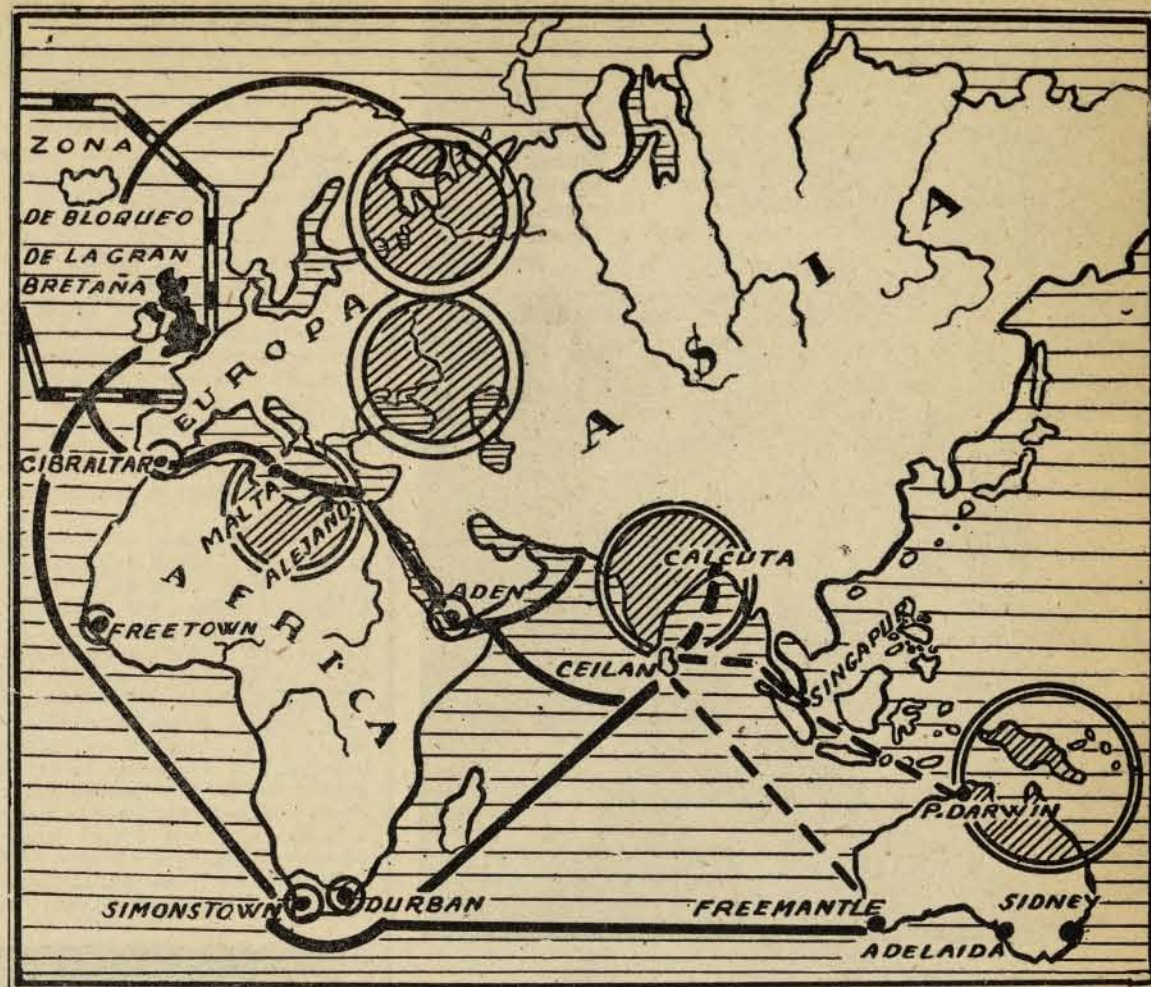 ZONA
DE BLOQUEO
DE LA GRAN
BRETAÑA
EUROPA
ASIA
GIBRALTAR
MALTA
ALEJAND.
AFRICA
ADEN
CALCUTA
FREETOWN
CEILAN
SINGAPUR
P. DARWIN
SIMONSTOWN
DURBAN
FREEMANTLE
SIDNEY
ADELAIDA